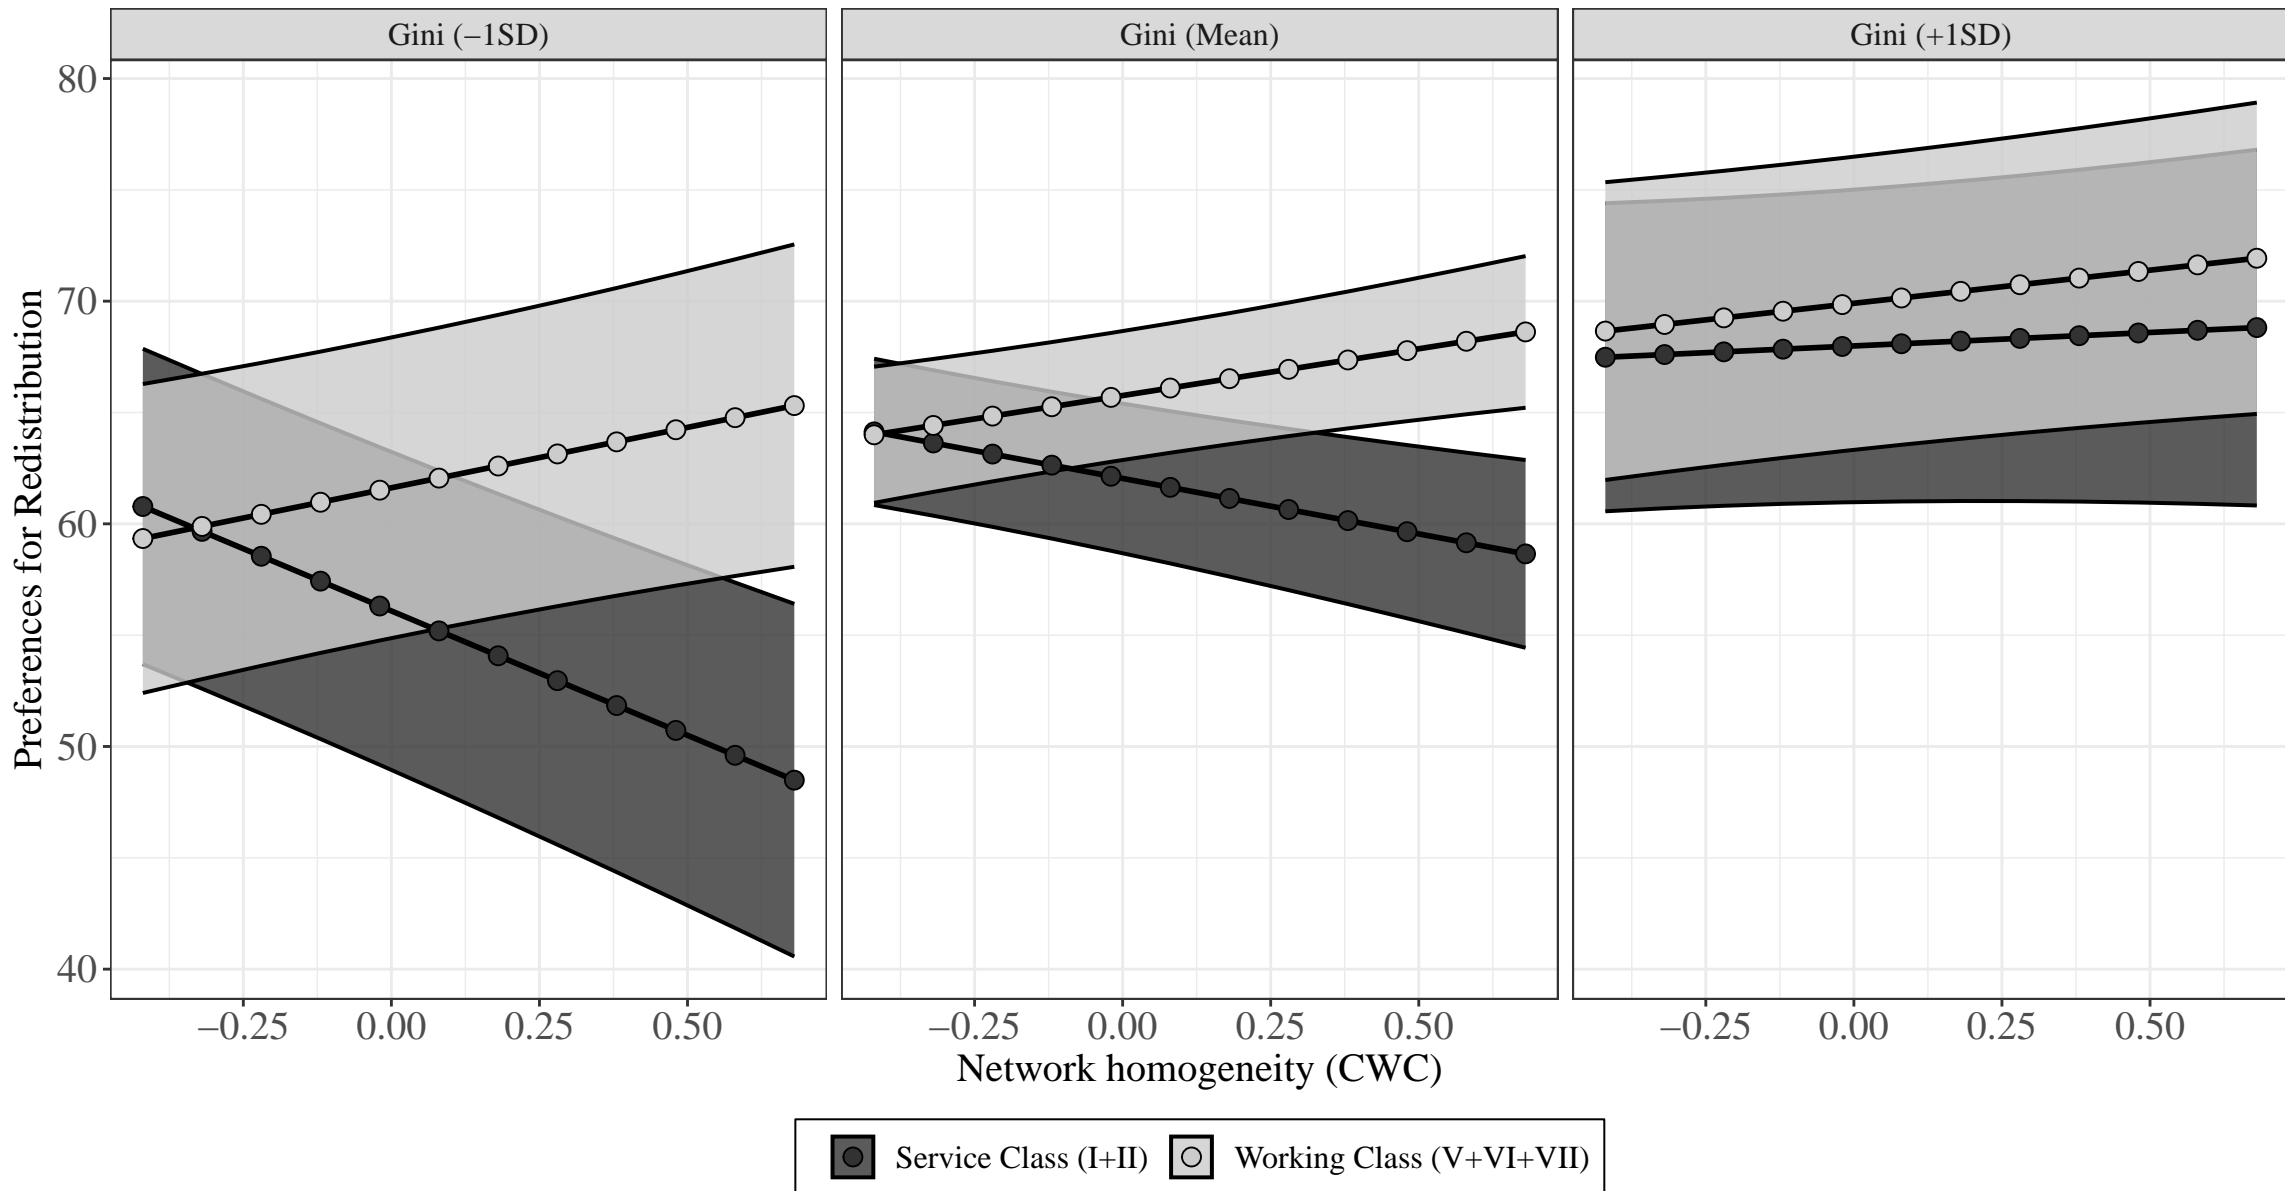 Gini (−1SD) Gini (Mean) Gini (+1SD)
Preferences for Redistribution
80
70
60
50
40
−0.25 0.00 0.25 0.50 −0.25 0.00 0.25 0.50 −0.25 0.00 0.25 0.50
Network homogeneity (CWC)
Service Class (I+II) Working Class (V+VI+VII)